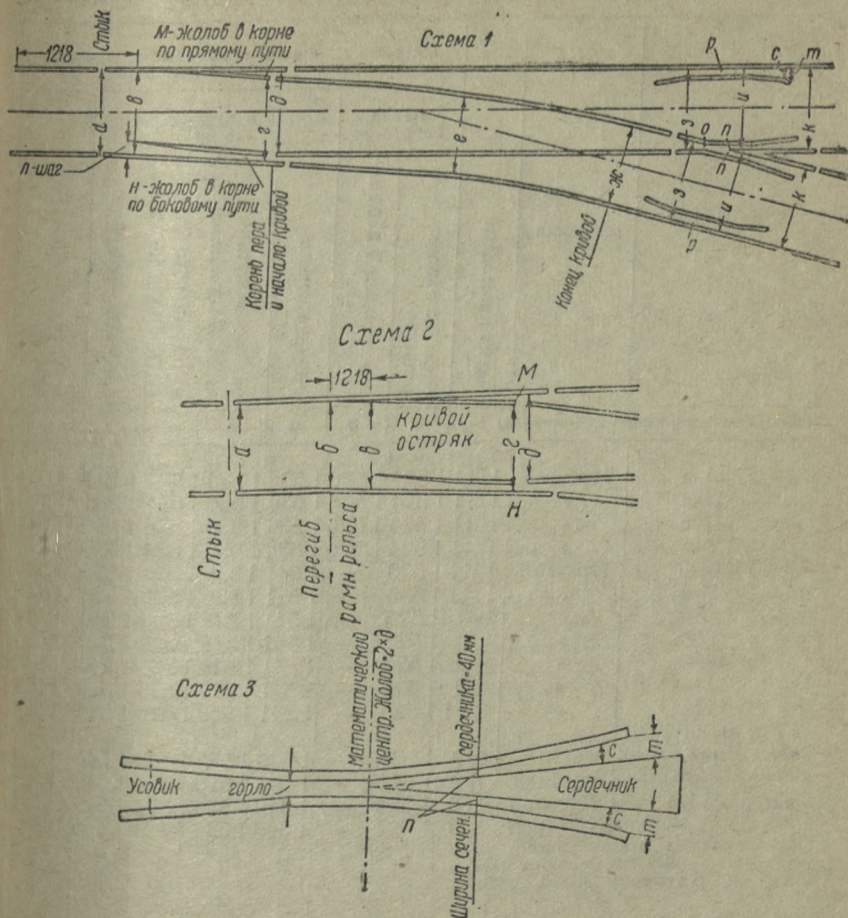 Схема 1
1218
Стык
М-жолоб в корне
по прямому пути
р
с
т
а
в
г
д
е
ж
з
и
к
о
п
п
з
и
к
р
п-шаг
Н-жолоб в корне
по боковому пути
Корень пера
и начало кривой
Конец кривой
Схема 2
1218
М
кривой
остряк
а
б
в
г
д
Н
Стык
Перегиб
рамн рельса
Схема 3
Математический
центр. Жолоб=2×д
сердечника=40мм
Усовик
горло
Сердечник
с
т
с
т
п
Ширина сечен.